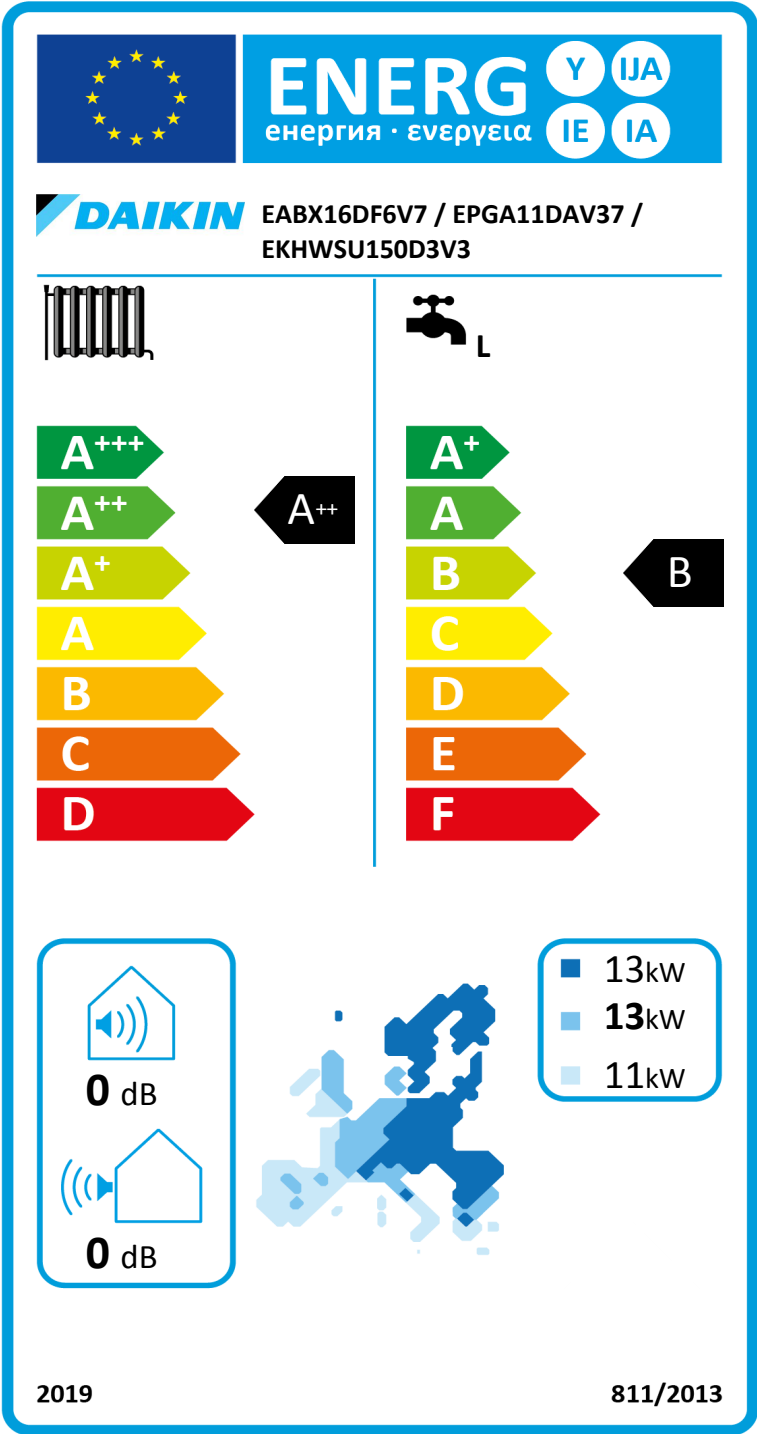 ENERG
енергия · ενεργεια
Y IJA
IE IA
DAIKIN
EABX16DF6V7 / EPGA11DAV37 /
EKHWSU150D3V3
L
A+++
A++
A+
A
B
C
D
A++
A+
A
B
C
D
E
F
B
0 dB
0 dB
13kW
13kW
11kW
2019
811/2013